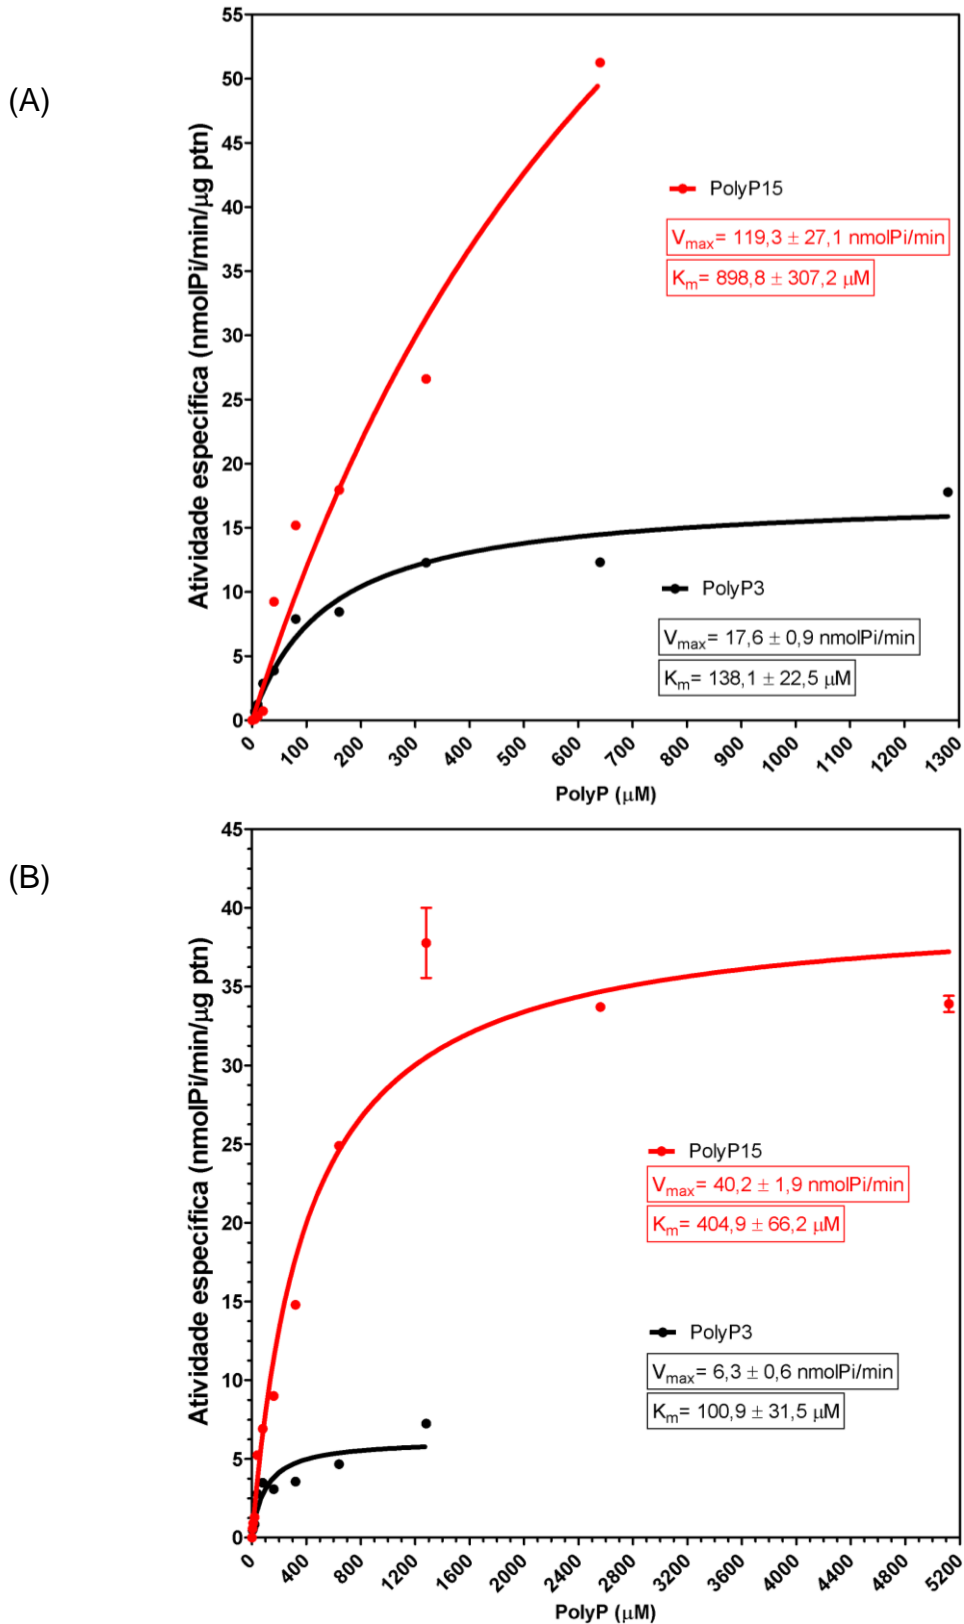 (A)
Atividade específica (nmolPi/min/µg ptn)
55
50
45
40
35
30
25
20
15
10
5
0
PolyP15
Vmax= 119,3 ± 27,1 nmolPi/min
Km= 898,8 ± 307,2 µM
PolyP3
Vmax= 17,6 ± 0,9 nmolPi/min
Km= 138,1 ± 22,5 µM
0 100 200 300 400 500 600 700 800 900 1000 1100 1200 1300
PolyP (µM)
(B)
Atividade específica (nmolPi/min/µg ptn)
45
40
35
30
25
20
15
10
5
0
PolyP15
Vmax= 40,2 ± 1,9 nmolPi/min
Km= 404,9 ± 66,2 µM
PolyP3
Vmax= 6,3 ± 0,6 nmolPi/min
Km= 100,9 ± 31,5 µM
0 400 800 1200 1600 2000 2400 2800 3200 3600 4000 4400 4800 5200
PolyP (µM)